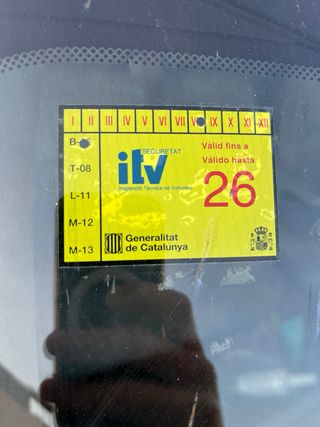 I II III IV V VI VII IX X XI XII
SEGURETAT
itv
Inspecció Tècnica de Vehicles
Vàlid fins a
Válido hasta
26
T-08
L-11
M-12
M-13
Generalitat
de Catalunya